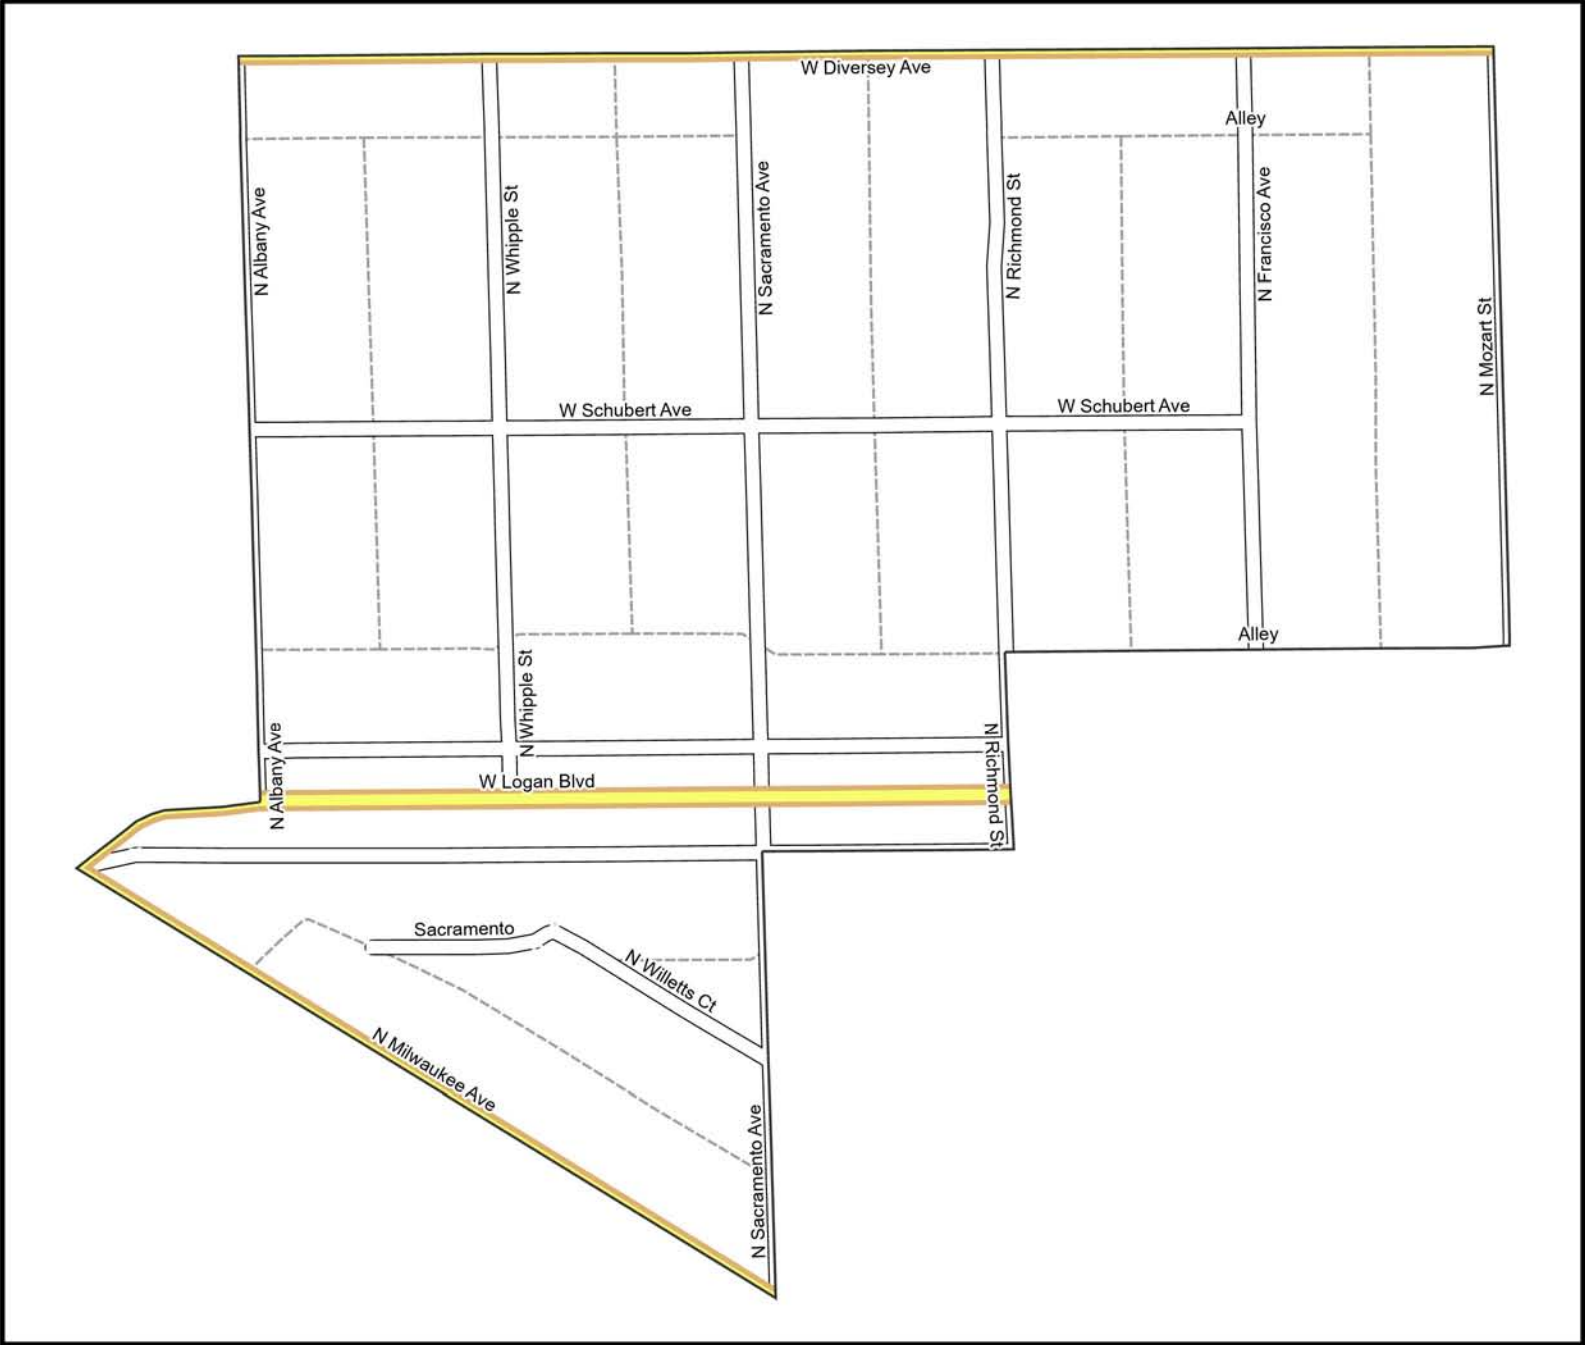 W Diversey Ave
Alley
N Albany Ave
N Whipple St
N Sacramento Ave
N Richmond St
N Francisco Ave
N Mozart St
W Schubert Ave
W Schubert Ave
Alley
N Whipple St
N Albany Ave
N Richmond St
W Logan Blvd
Sacramento
N Willetts Ct
N Milwaukee Ave
N Sacramento Ave